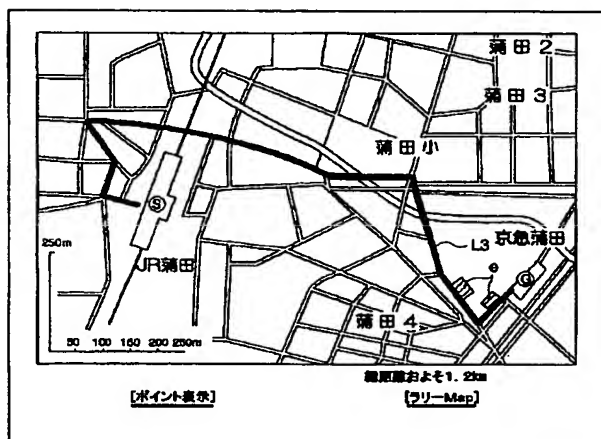 蒲田2
蒲田3
蒲田小
京急蒲田
L3
e
S
G
250m
JR蒲田
蒲田4
50 100 150 200 250m
総距離およそ1.2km
[ポイント表示]
[ラリーMap]